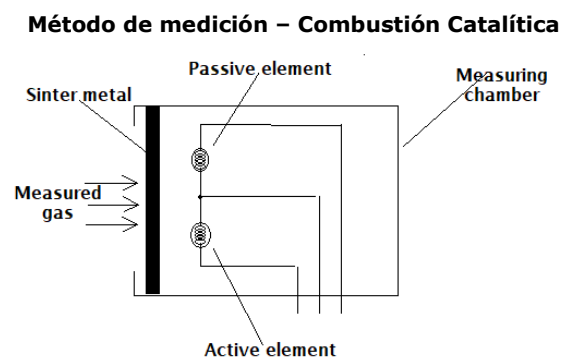 Método de medición – Combustión Catalítica
Passive element
Measuring
chamber
Sinter metal
Measured
gas
Active element